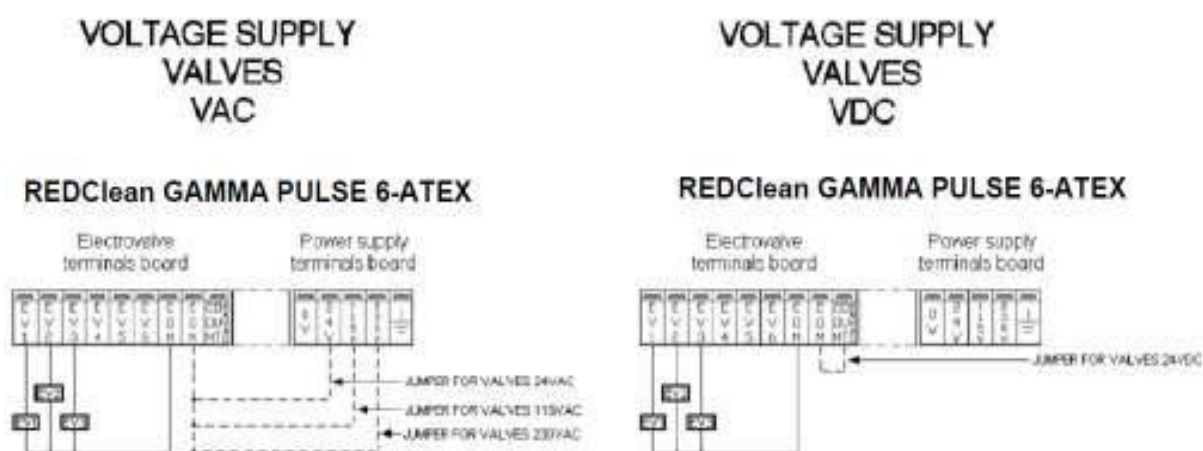 VOLTAGE SUPPLY
VALVES
VAC
REDClean GAMMA PULSE 6-ATEX
Electrovalve
terminals board
Power supply
terminals board
JUMPER FOR VALVES 24VAC
JUMPER FOR VALVES 115VAC
JUMPER FOR VALVES 230VAC
VOLTAGE SUPPLY
VALVES
VDC
REDClean GAMMA PULSE 6-ATEX
Electrovalve
terminals board
Power supply
terminals board
JUMPER FOR VALVES 24VDC